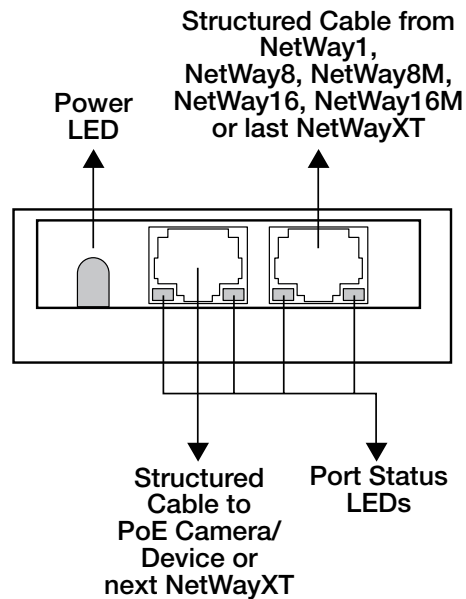 Structured Cable from
NetWay1,
NetWay8, NetWay8M,
NetWay16, NetWay16M
or last NetWayXT
Power
LED
Structured
Cable to
PoE Camera/
Device or
next NetWayXT
Port Status
LEDs